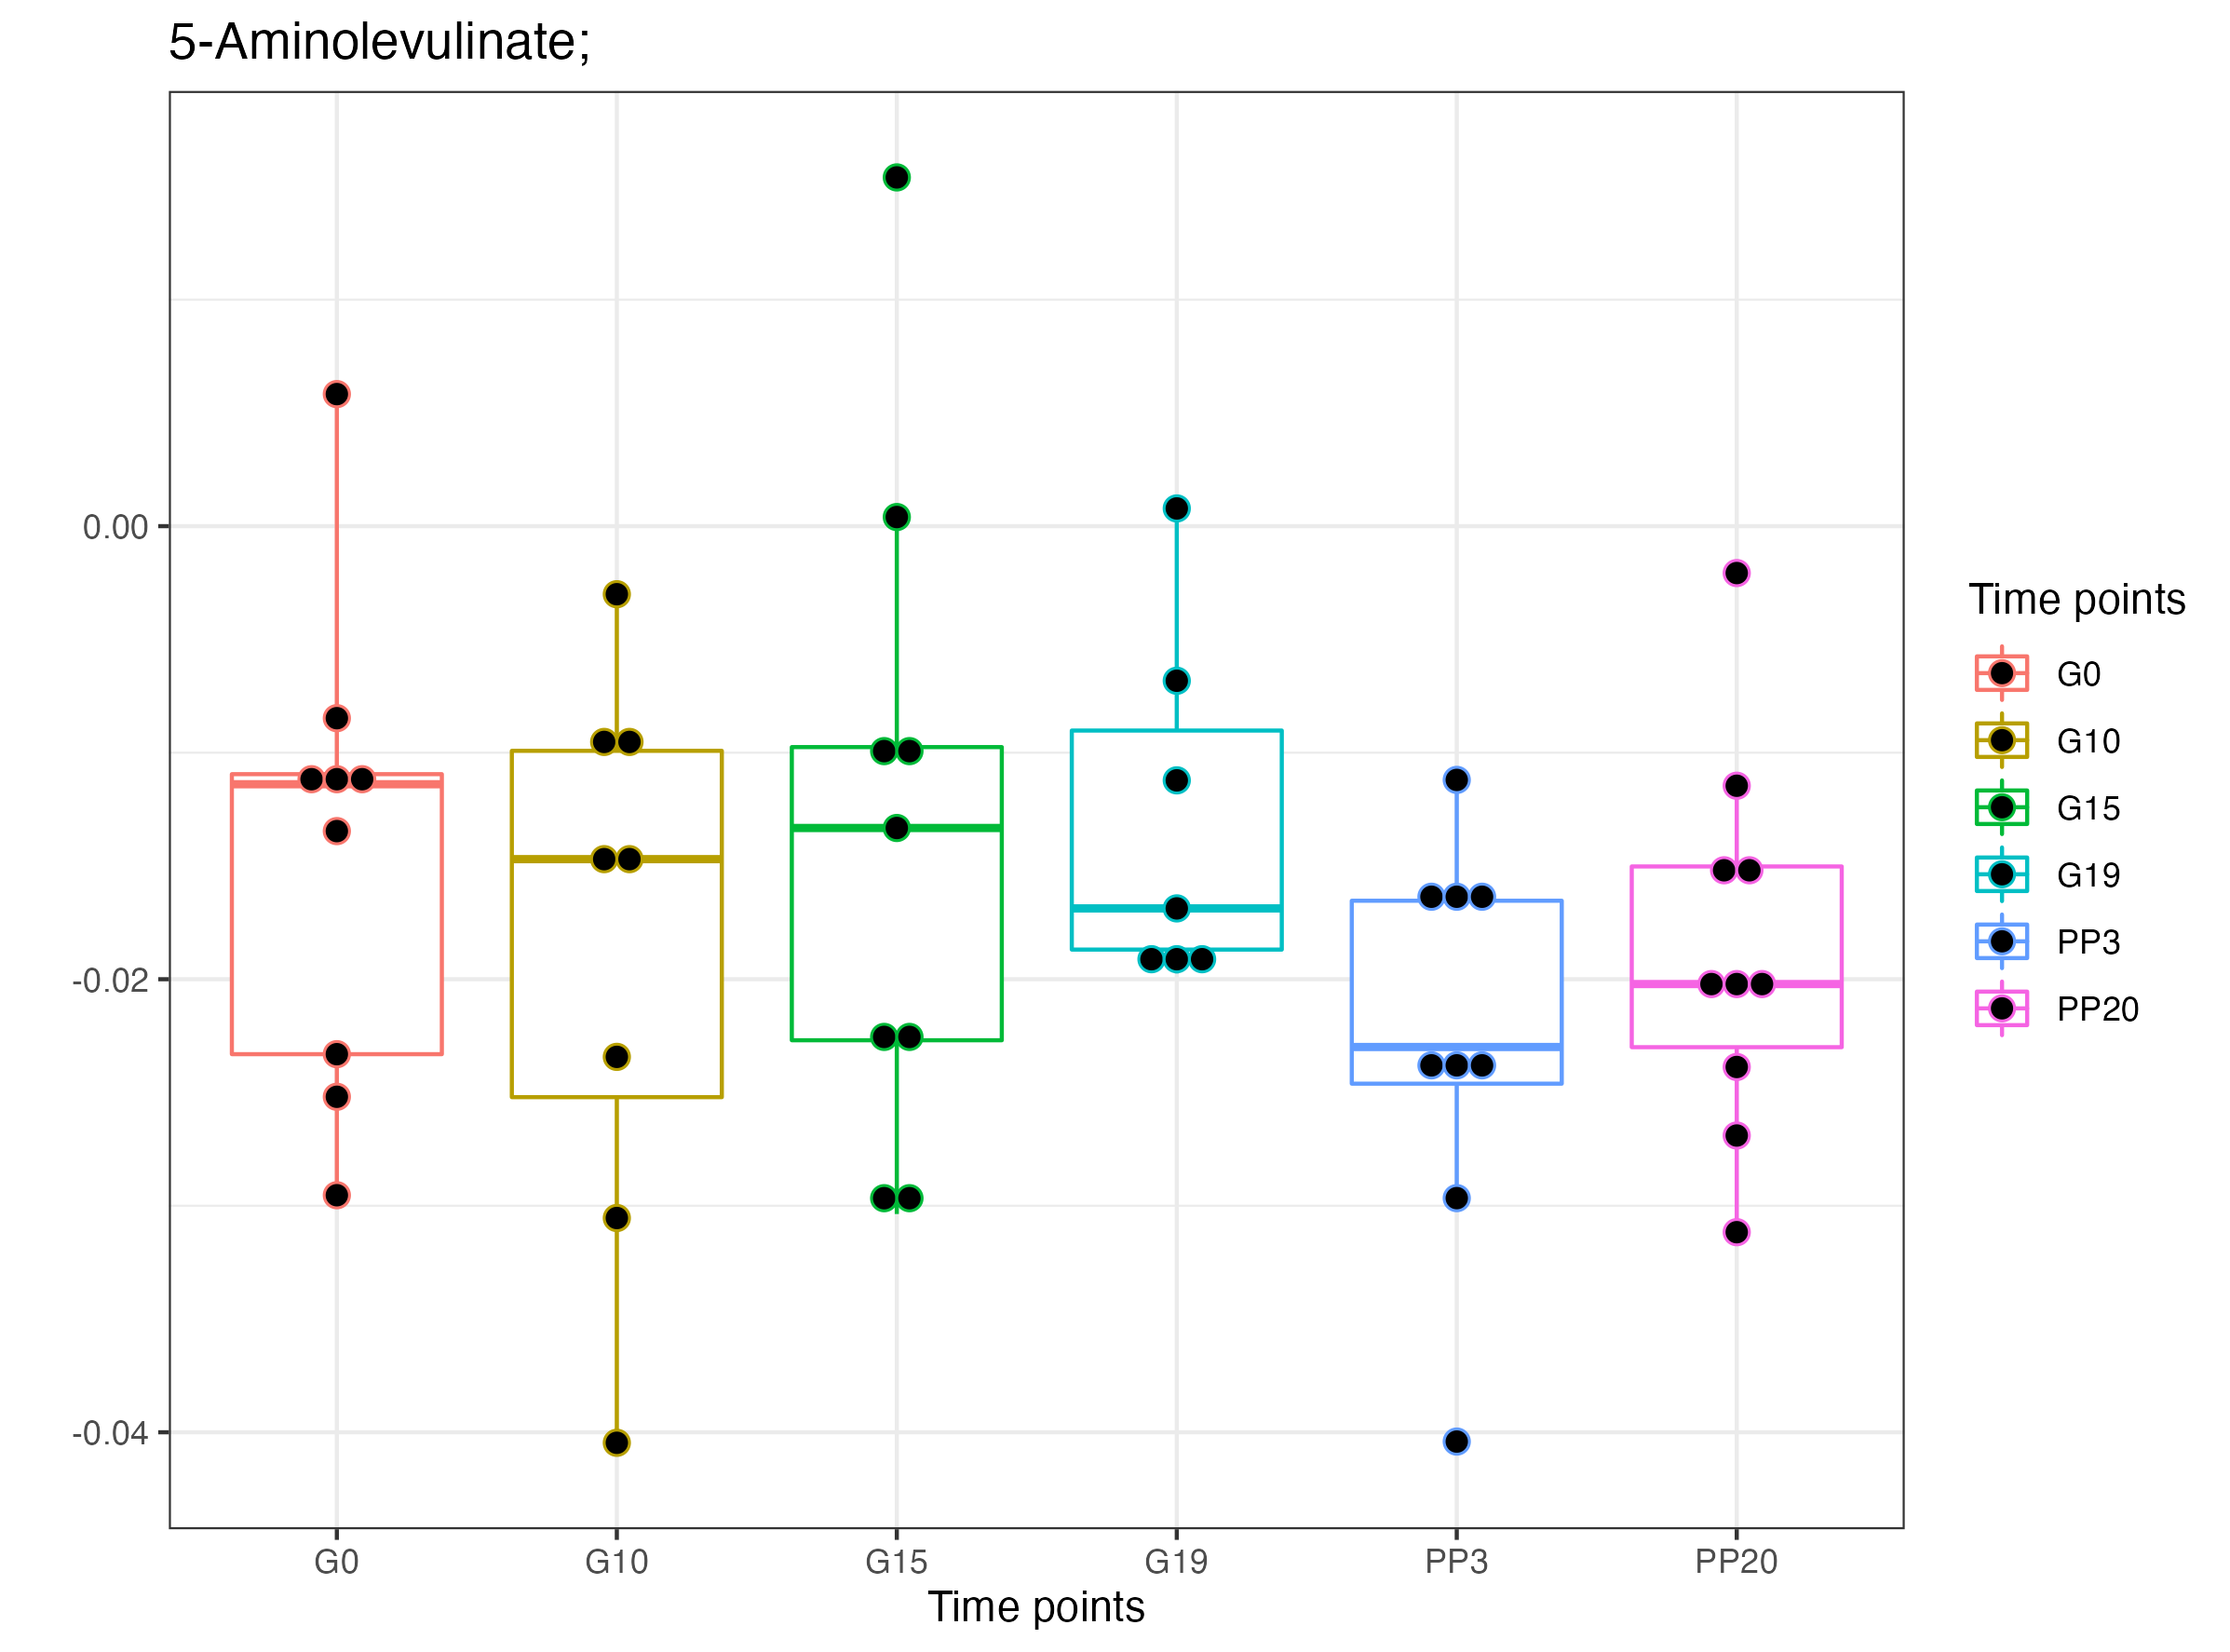 5-Aminolevulinate;
0.00
-0.02
-0.04
G0 G10 G15 G19 PP3 PP20
Time points
Time points
G0
G10
G15
G19
PP3
PP20